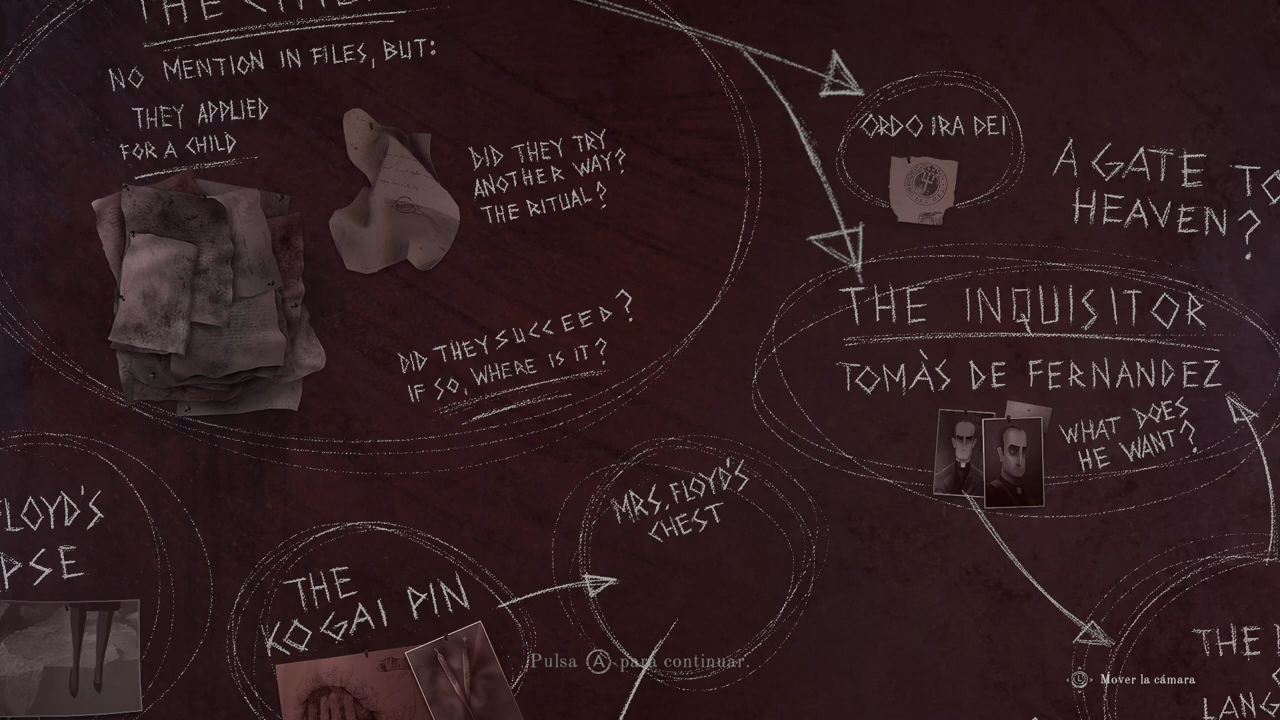 NO MENTION IN FILES, BUT:
THEY APPLIED
FOR A CHILD
DID THEY TRY
ANOTHER WAY?
THE RITUAL?
DID THEY SUCCEED?
IF SO, WHERE IS IT?
ORDO IRA DEI
A GATE TO
HEAVEN?
THE INQUISITOR
TOMÀS DE FERNANDEZ
WHAT DOES
HE WANT?
FLOYD'S
MRS. FLOYD'S
CHEST
THE
KOGAI PIN
Pulsa A para continuar.
THE
Mover la cámara